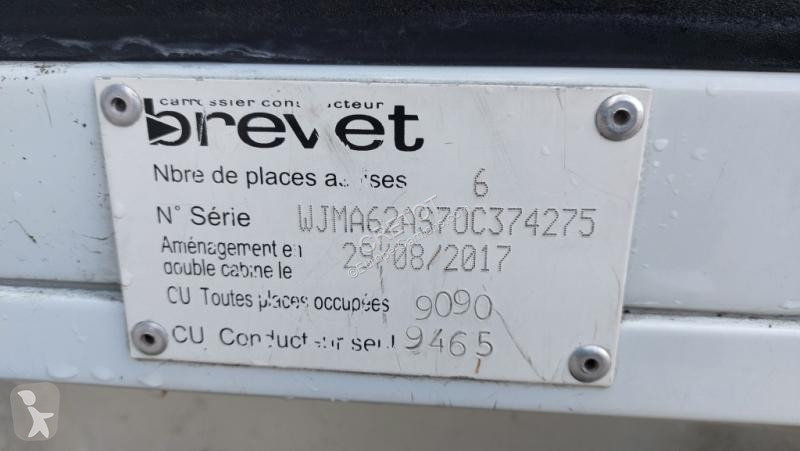 carrossier constructeur
brevet
Nbre de places assises 6
N° Série WJMA62AS70C374275
Aménagement en
double cabine le 29/08/2017
CU Toutes places occupées 9090
CU Conducteur seul 9465